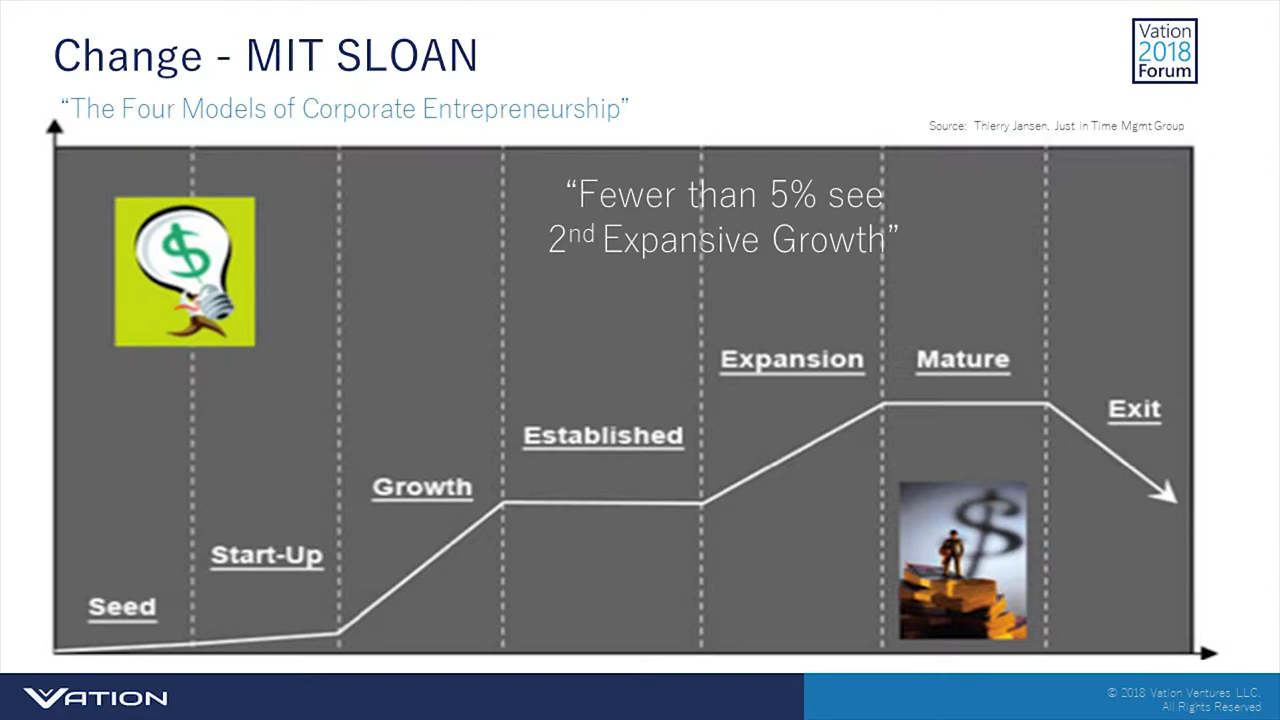 Change - MIT SLOAN
Vation
2018
Forum
“The Four Models of Corporate Entrepreneurship”
Source: Thierry Jansen, Just in Time Mgmt Group
“Fewer than 5% see
2nd Expansive Growth”
Expansion
Mature
Exit
Established
Growth
Start-Up
Seed
VATION
© 2018 Vation Ventures LLC.
All Rights Reserved